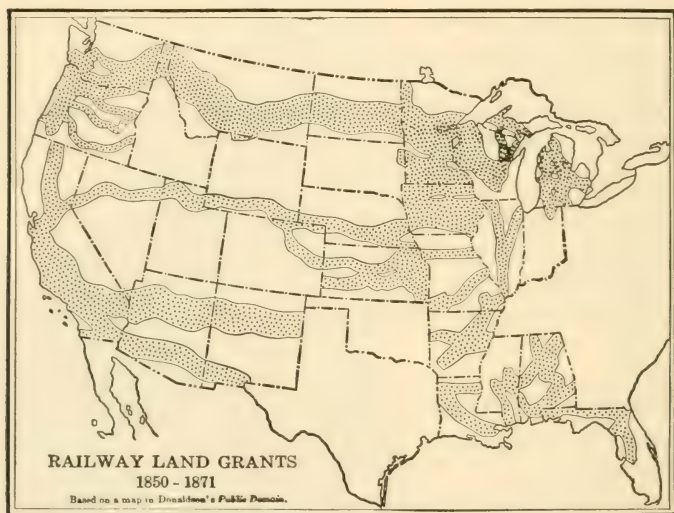 RAILWAY LAND GRANTS
1850 - 1871
Based on a map in Donaldson's Public Domain.